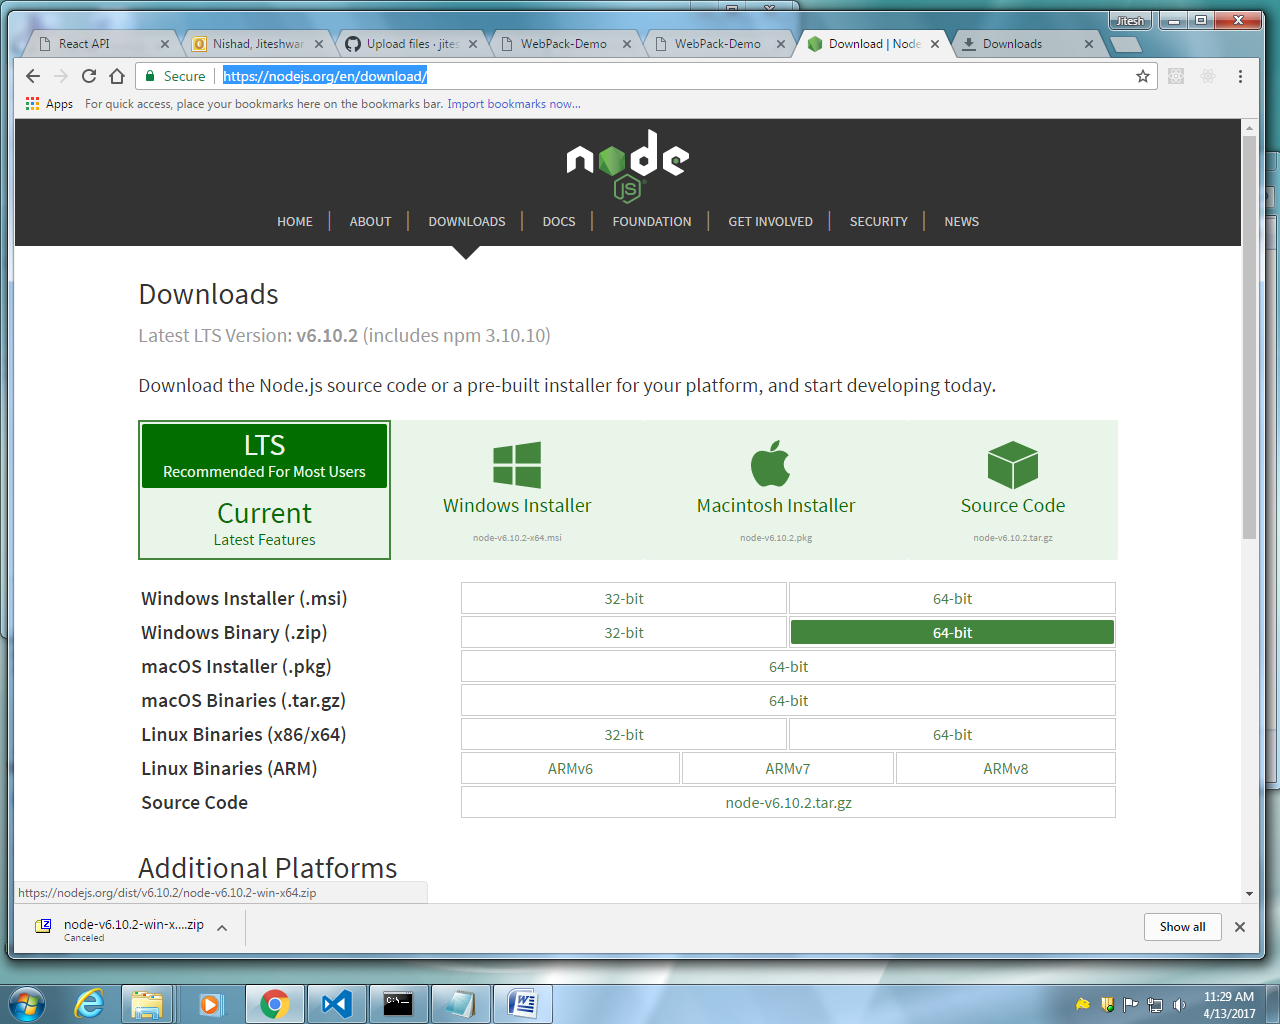 Jitesh
React API
Nishad, Jiteshwar
Upload files · jites
WebPack-Demo
WebPack-Demo
Download | Node
Downloads
Secure
https://nodejs.org/en/download/
Apps
For quick access, place your bookmarks here on the bookmarks bar. Import bookmarks now...
node
JS
HOME
ABOUT
DOWNLOADS
DOCS
FOUNDATION
GET INVOLVED
SECURITY
NEWS
Downloads
Latest LTS Version: v6.10.2 (includes npm 3.10.10)
Download the Node.js source code or a pre-built installer for your platform, and start developing today.
LTS
Recommended For Most Users
Current
Latest Features
Windows Installer
node-v6.10.2-x64.msi
Macintosh Installer
node-v6.10.2.pkg
Source Code
node-v6.10.2.tar.gz
Windows Installer (.msi) 32-bit 64-bit
Windows Binary (.zip) 32-bit 64-bit
macOS Installer (.pkg) 64-bit
macOS Binaries (.tar.gz) 64-bit
Linux Binaries (x86/x64) 32-bit 64-bit
Linux Binaries (ARM) ARMv6 ARMv7 ARMv8
Source Code node-v6.10.2.tar.gz
Additional Platforms
https://nodejs.org/dist/v6.10.2/node-v6.10.2-win-x64.zip
node-v6.10.2-win-x....zip
Canceled
Show all
C:\_
11:29 AM
4/13/2017